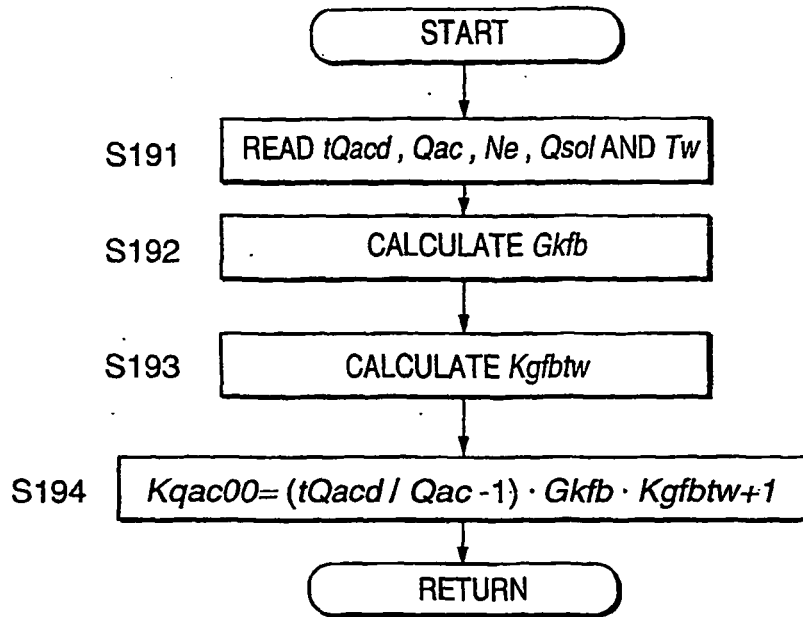 START
S191 READ tQacd , Qac , Ne , Qsol AND Tw
S192 CALCULATE Gkfb
S193 CALCULATE Kgfbtw
S194 Kqac00= (tQacd / Qac -1) · Gkfb · Kgfbtw+1
RETURN